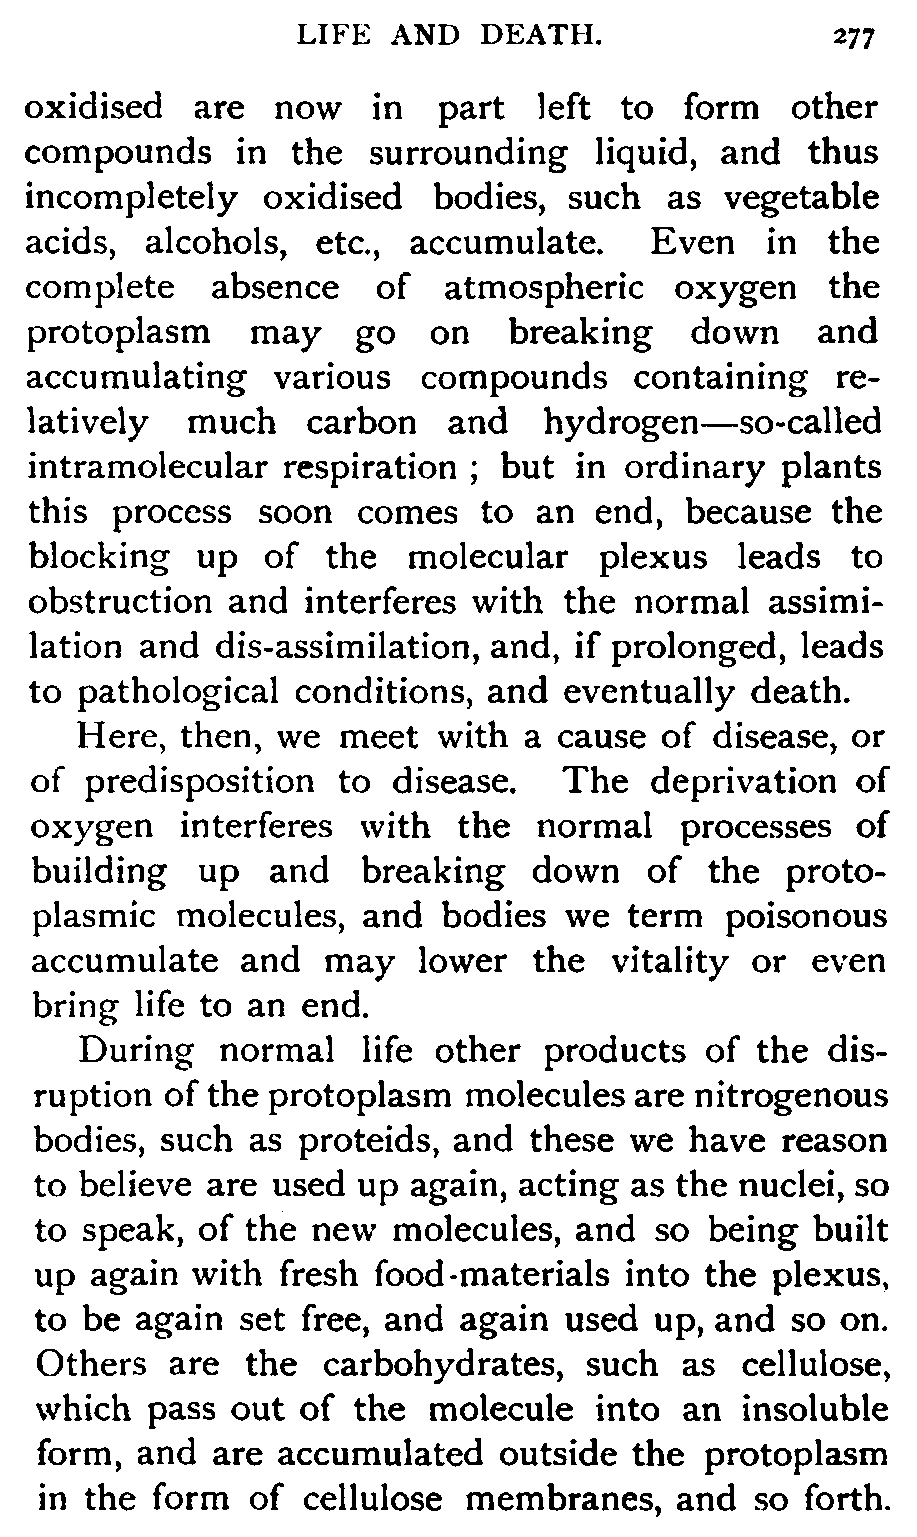 LIFE AND DEATH. 277
oxidised are now in part left to form other
compounds in the surrounding liquid, and thus
incompletely oxidised bodies, such as vegetable
acids, alcohols, etc., accumulate. Even in the
complete absence of atmospheric oxygen the
protoplasm may go on breaking down and
accumulating various compounds containing re-
latively much carbon and hydrogen—so-called
intramolecular respiration ; but in ordinary plants
this process soon comes to an end, because the
blocking up of the molecular plexus leads to
obstruction and interferes with the normal assimi-
lation and dis-assimilation, and, if prolonged, leads
to pathological conditions, and eventually death.
Here, then, we meet with a cause of disease, or
of predisposition to disease. The deprivation of
oxygen interferes with the normal processes of
building up and breaking down of the proto-
plasmic molecules, and bodies we term poisonous
accumulate and may lower the vitality or even
bring life to an end.
During normal life other products of the dis-
ruption of the protoplasm molecules are nitrogenous
bodies, such as proteids, and these we have reason
to believe are used up again, acting as the nuclei, so
to speak, of the new molecules, and so being built
up again with fresh food-materials into the plexus,
to be again set free, and again used up, and so on.
Others are the carbohydrates, such as cellulose,
which pass out of the molecule into an insoluble
form, and are accumulated outside the protoplasm
in the form of cellulose membranes, and so forth.